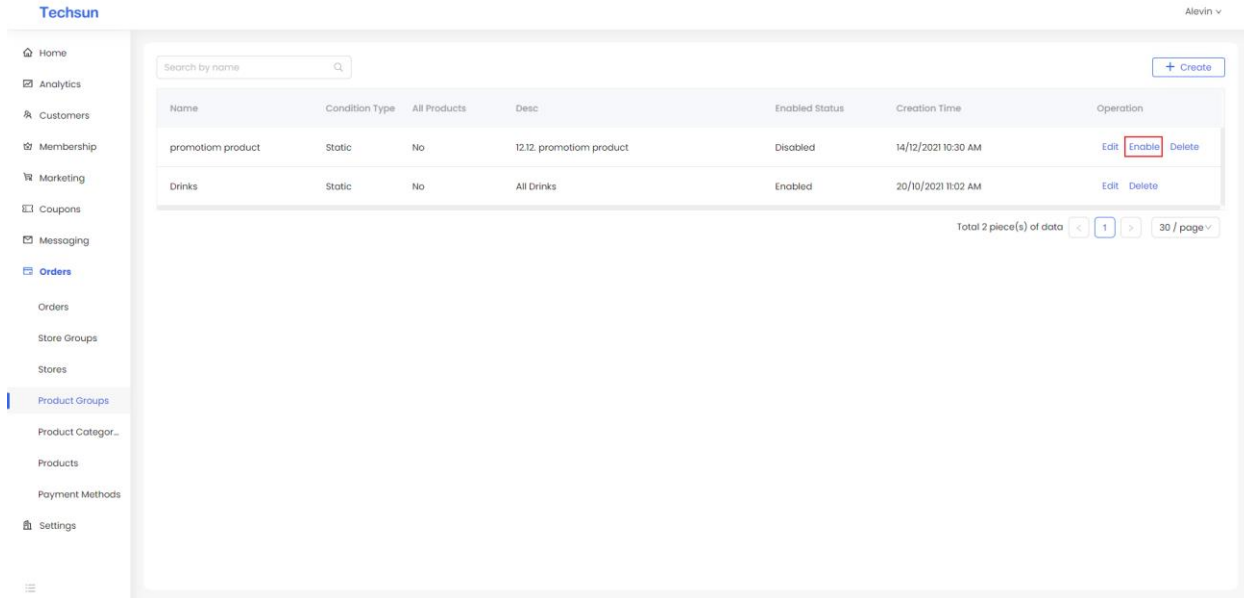 Techsun
Alevin
Home
Analytics
Customers
Membership
Marketing
Coupons
Messaging
Orders
Orders
Store Groups
Stores
Product Groups
Product Categor...
Products
Payment Methods
Settings
Search by name
+ Create
Name Condition Type All Products Desc Enabled Status Creation Time Operation
promotiom product Static No 12.12. promotiom product Disabled 14/12/2021 10:30 AM Edit Enable Delete
Drinks Static No All Drinks Enabled 20/10/2021 11:02 AM Edit Delete
Total 2 piece(s) of data < 1 > 30 / page